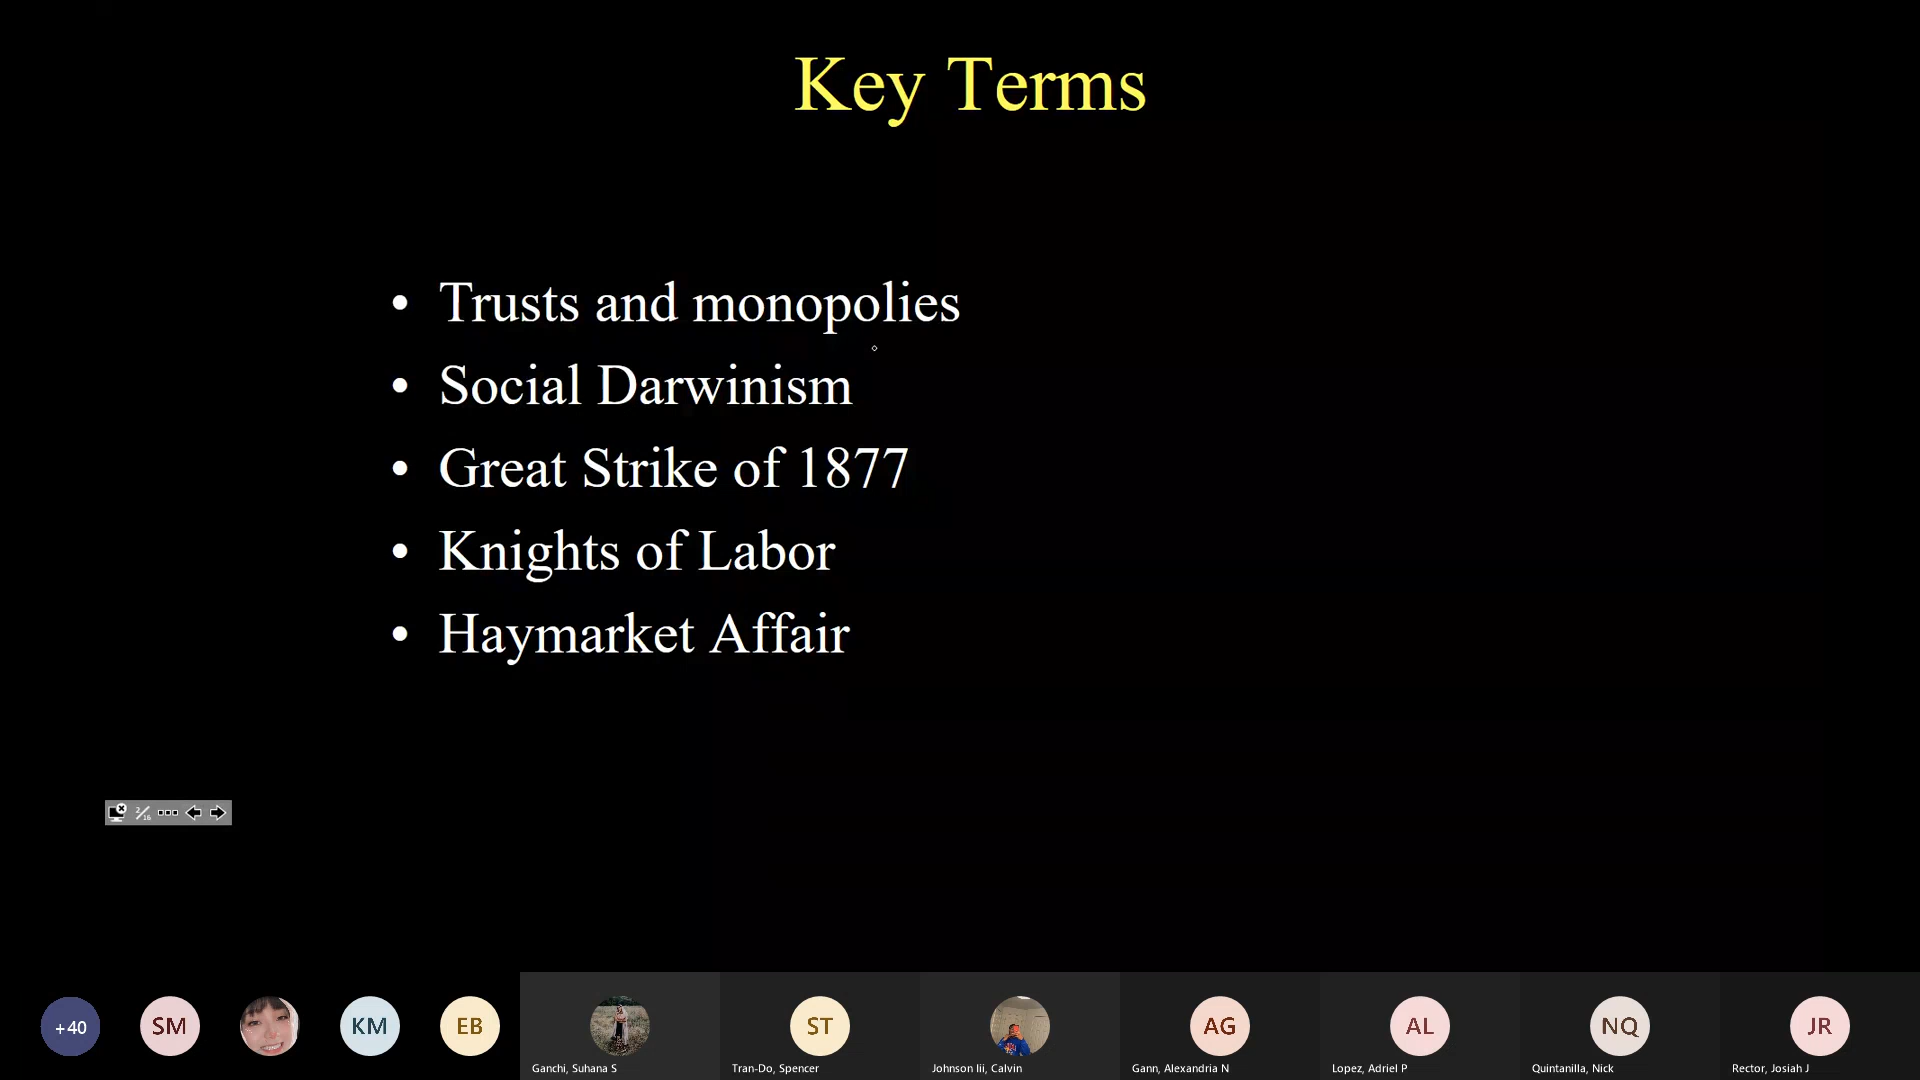 Key Terms
• Trusts and monopolies
• Social Darwinism
• Great Strike of 1877
• Knights of Labor
• Haymarket Affair
2/16
+40
SM
KM
EB
ST
AG
AL
NQ
JR
Ganchi, Suhana S
Tran-Do, Spencer
Johnson Iii, Calvin
Gann, Alexandria N
Lopez, Adriel P
Quintanilla, Nick
Rector, Josiah J